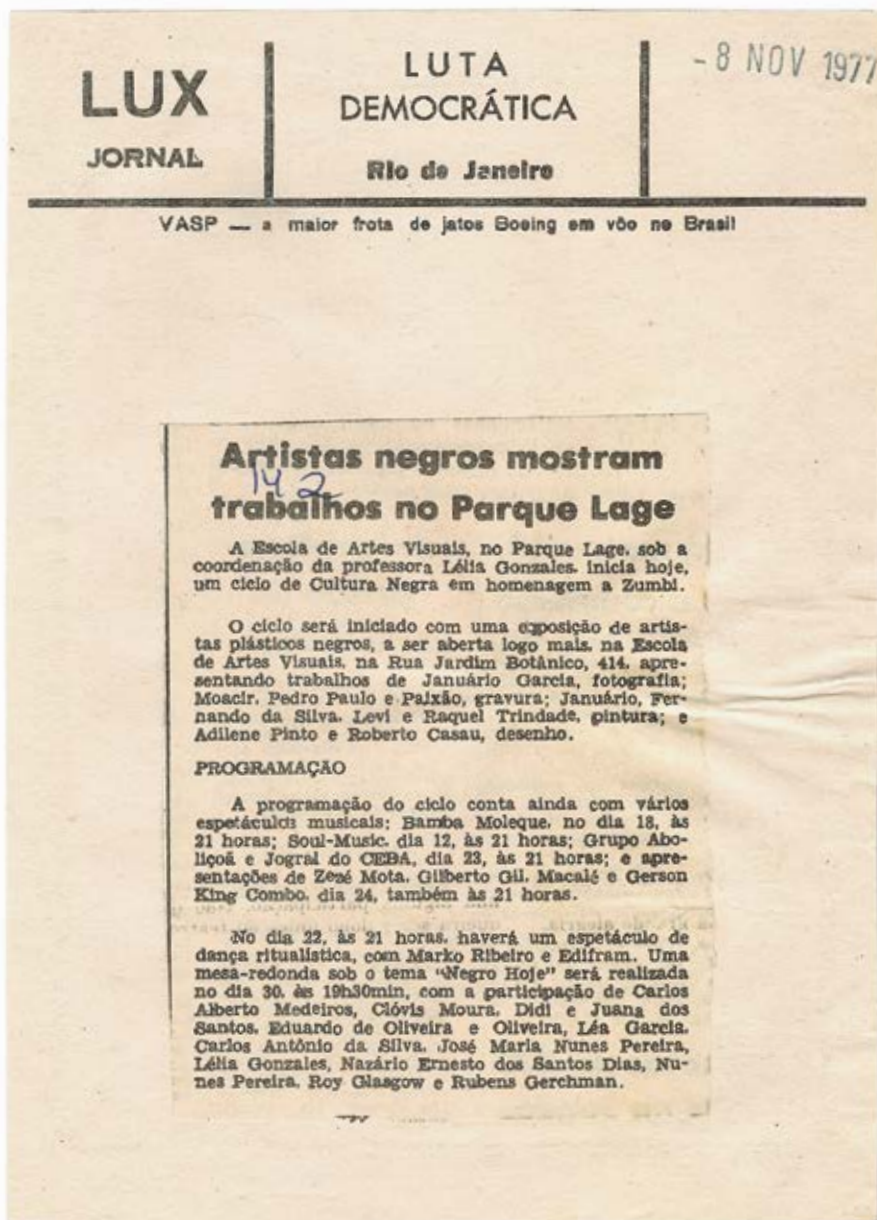 LUX
JORNAL
LUTA
DEMOCRÁTICA
Rio de Janeiro
-8 NOV 1977
VASP — a maior frota de jatos Boeing em vôo no Brasil
Artistas negros mostram
142
trabalhos no Parque Lage
A Escola de Artes Visuais, no Parque Lage, sob a
coordenação da professora Lélia Gonzales, inicia hoje,
um ciclo de Cultura Negra em homenagem a Zumbi.
O ciclo será iniciado com uma exposição de artis-
tas plásticos negros, a ser aberta logo mais, na Escola
de Artes Visuais, na Rua Jardim Botânico, 414, apre-
sentando trabalhos de Januário Garcia, fotografia;
Moacir, Pedro Paulo e Paixão, gravura; Januário, Fer-
nando da Silva, Levi e Raquel Trindade, pintura; e
Adilene Pinto e Roberto Casau, desenho.
PROGRAMAÇÃO
A programação do ciclo conta ainda com vários
espetáculos musicais; Bamba Moleque, no dia 18, às
21 horas; Soul-Music, dia 12, às 21 horas; Grupo Abo-
liçoã e Jogral do CEBA, dia 23, às 21 horas; e apre-
sentações de Zezé Mota, Gilberto Gil, Macalé e Gerson
King Combo, dia 24, também às 21 horas.
No dia 22, às 21 horas, haverá um espetáculo de
dança ritualística, com Marko Ribeiro e Edifram. Uma
mesa-redonda sob o tema "Negro Hoje" será realizada
no dia 30, às 19h30min, com a participação de Carlos
Alberto Medeiros, Clóvis Moura, Didi e Juana dos
Santos, Eduardo de Oliveira e Oliveira, Léa Garcia,
Carlos Antônio da Silva, José Maria Nunes Pereira,
Lélia Gonzales, Nazário Ernesto dos Santos Dias, Nu-
nes Pereira, Roy Glasgow e Rubens Gerchman.